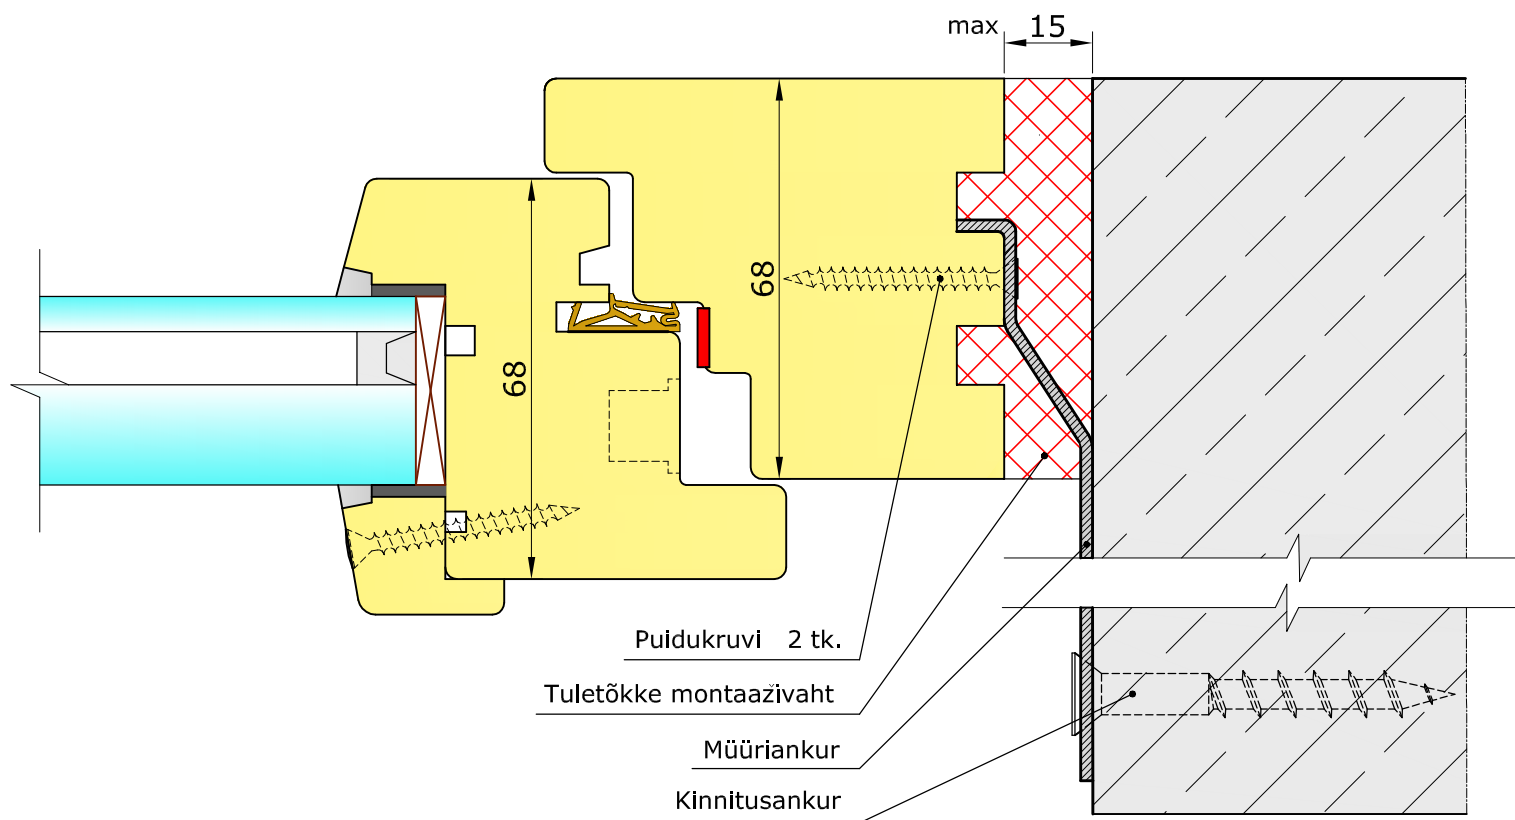 max 15
68
68
Puidukruvi 2 tk.
Tuletõkke montaaživaht
Müüriankur
Kinnitusankur